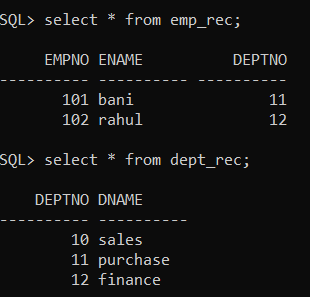 SQL> select * from emp_rec;
EMPNO ENAME DEPTNO
---------- ---------- ----------
101 bani 11
102 rahul 12
SQL> select * from dept_rec;
DEPTNO DNAME
---------- ----------
10 sales
11 purchase
12 finance